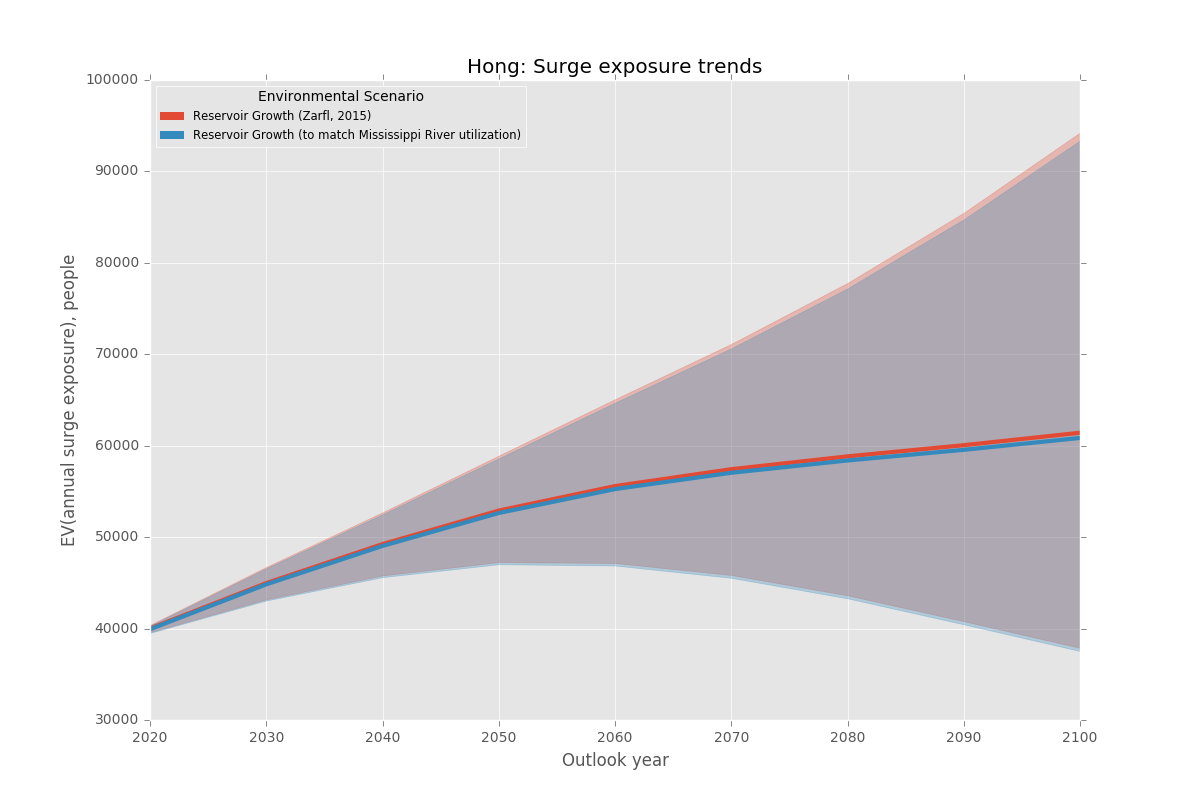 Hong: Surge exposure trends
Environmental Scenario
Reservoir Growth (Zarfl, 2015)
Reservoir Growth (to match Mississippi River utilization)
100000
90000
80000
70000
60000
50000
40000
30000
EV(annual surge exposure), people
2020 2030 2040 2050 2060 2070 2080 2090 2100
Outlook year